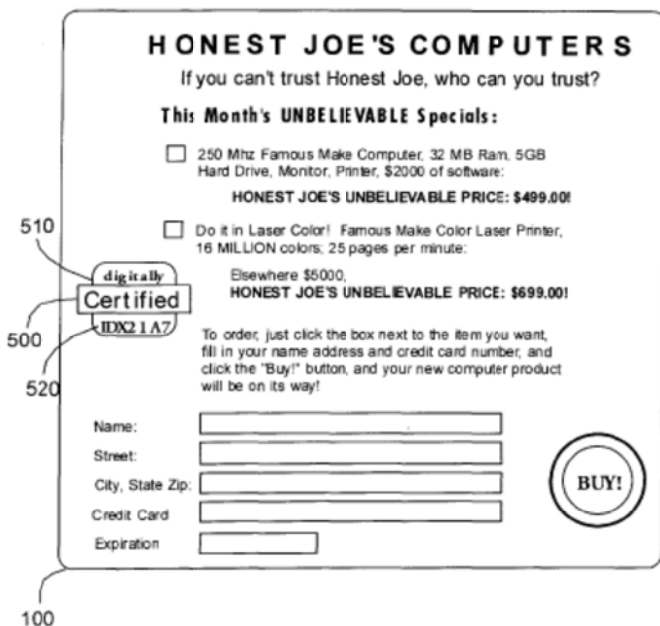 HONEST JOE'S COMPUTERS
If you can't trust Honest Joe, who can you trust?
This Month's UNBELIEVABLE Specials:
250 Mhz Famous Make Computer, 32 MB Ram. 5GB
Hard Drive, Monitor, Printer, $2000 of software:
HONEST JOE'S UNBELIEVABLE PRICE: $499.00!
Do it in Laser Color! Famous Make Color Laser Printer,
16 MILLION colors; 25 pages per minute:
Elsewhere $5000,
HONEST JOE'S UNBELIEVABLE PRICE: $699.00!
510
digitally
Certified
500
IDX21A7
520
To order, just click the box next to the item you want,
fill in your name address and credit card number, and
click the "Buy!" button, and your new computer product
will be on its way!
Name:
Street:
City, State Zip:
Credit Card
Expiration
BUY!
100